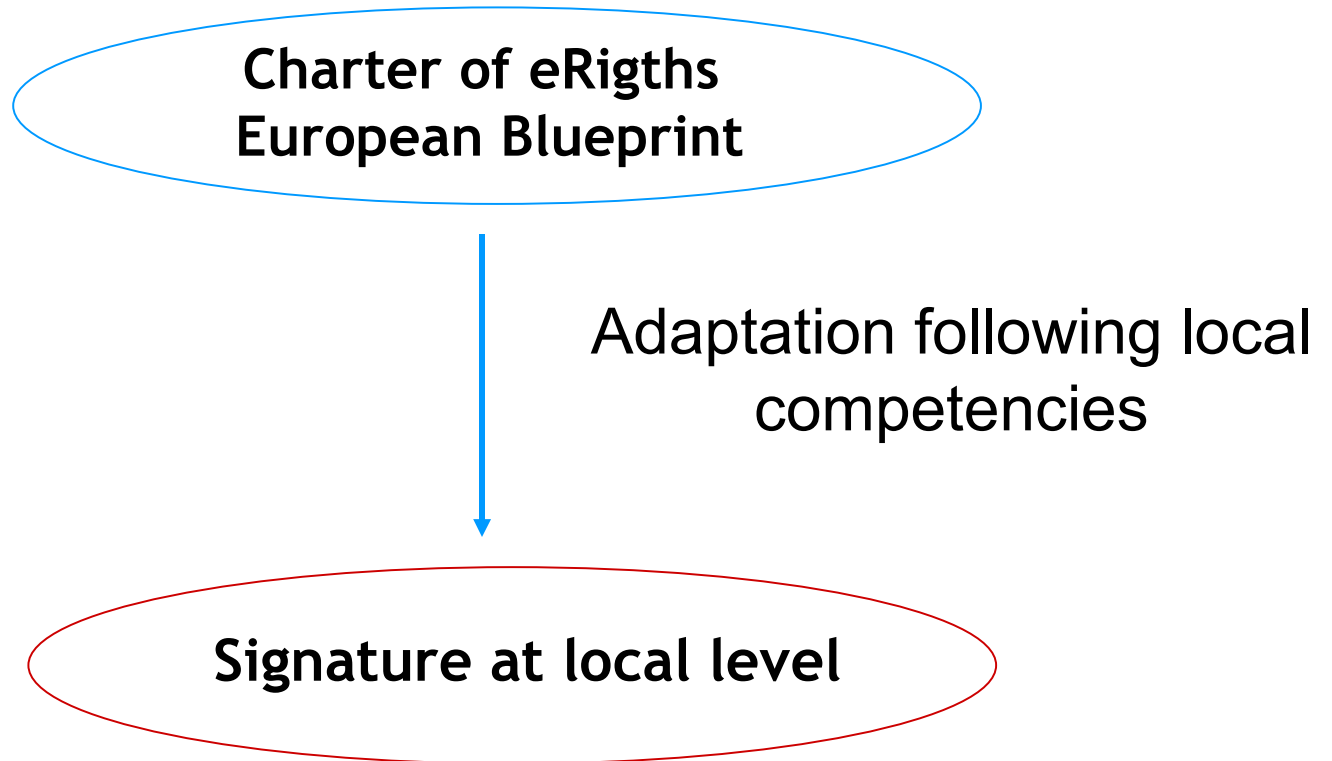 Charter of eRigths
European Blueprint
Adaptation following local
competencies
Signature at local level